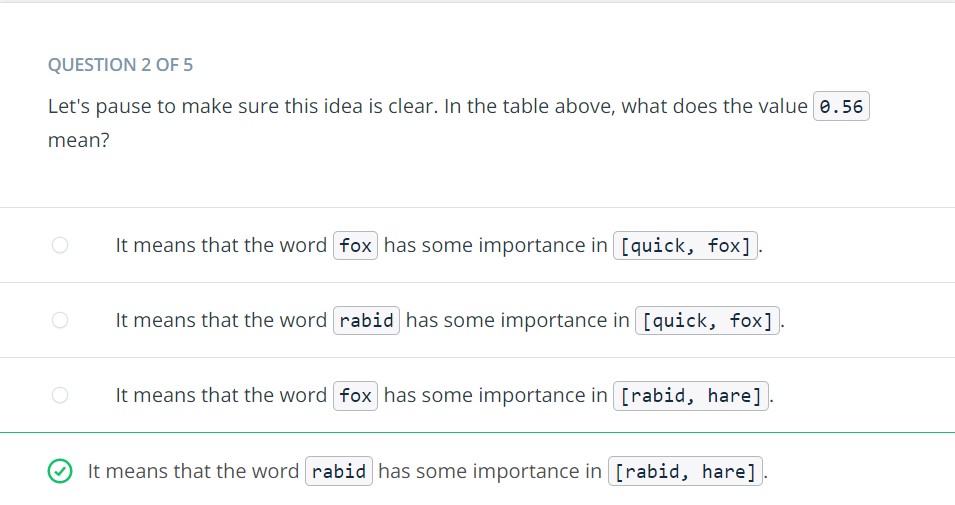 QUESTION 2 OF 5
Let's pause to make sure this idea is clear. In the table above, what does the value 0.56
mean?
It means that the word fox has some importance in [quick, fox].
It means that the word rabid has some importance in [quick, fox].
It means that the word fox has some importance in [rabid, hare].
It means that the word rabid has some importance in [rabid, hare].